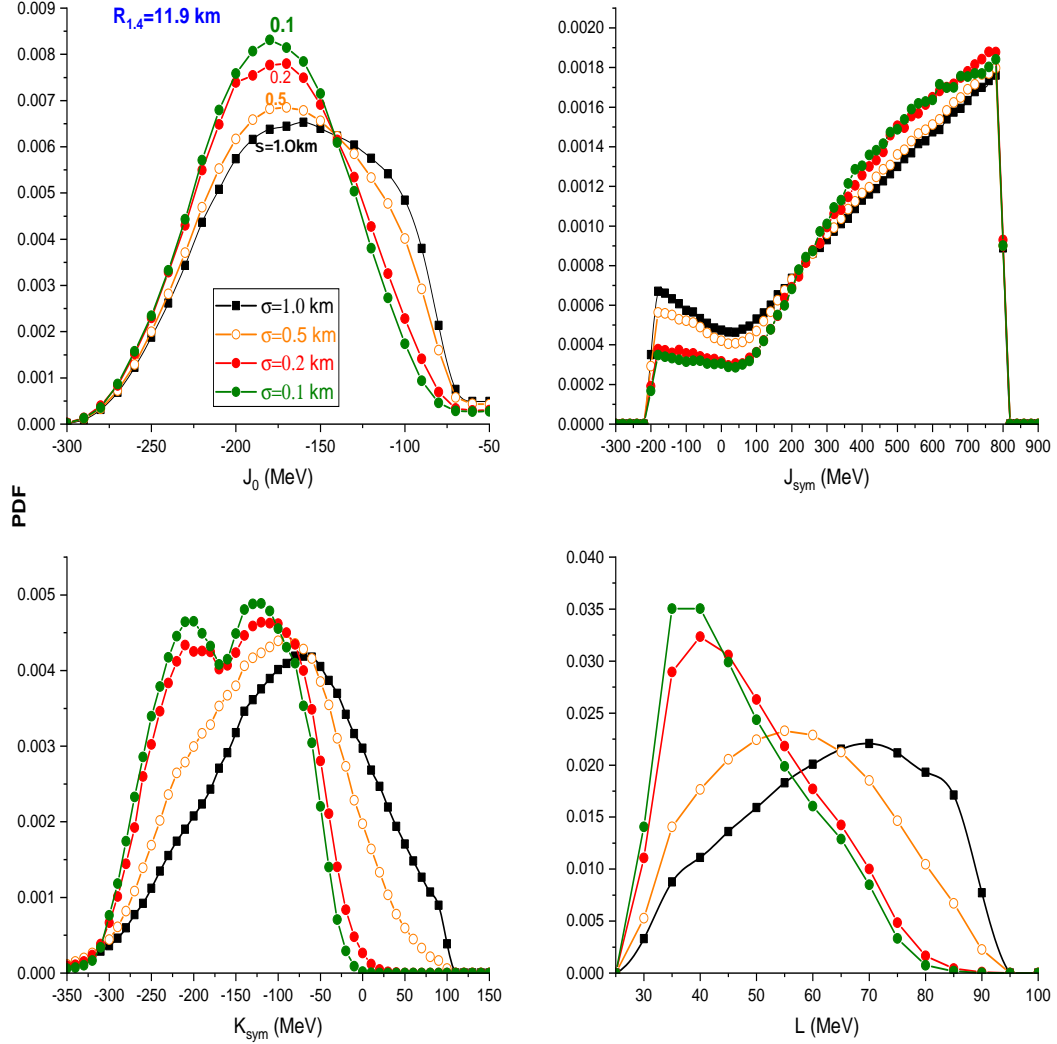 R1.4=11.9 km
0.1
0.2
0.5
s=1.0km
σ=1.0 km
σ=0.5 km
σ=0.2 km
σ=0.1 km
0.009
0.008
0.007
0.006
0.005
0.004
0.003
0.002
0.001
0.000
-300 -250 -200 -150 -100 -50
J0 (MeV)
0.0020
0.0018
0.0016
0.0014
0.0012
0.0010
0.0008
0.0006
0.0004
0.0002
0.0000
-300 -200 -100 0 100 200 300 400 500 600 700 800 900
Jsym (MeV)
PDF
0.005
0.004
0.003
0.002
0.001
0.000
-350 -300 -250 -200 -150 -100 -50 0 50 100 150
Ksym (MeV)
0.040
0.035
0.030
0.025
0.020
0.015
0.010
0.005
0.000
30 40 50 60 70 80 90 100
L (MeV)